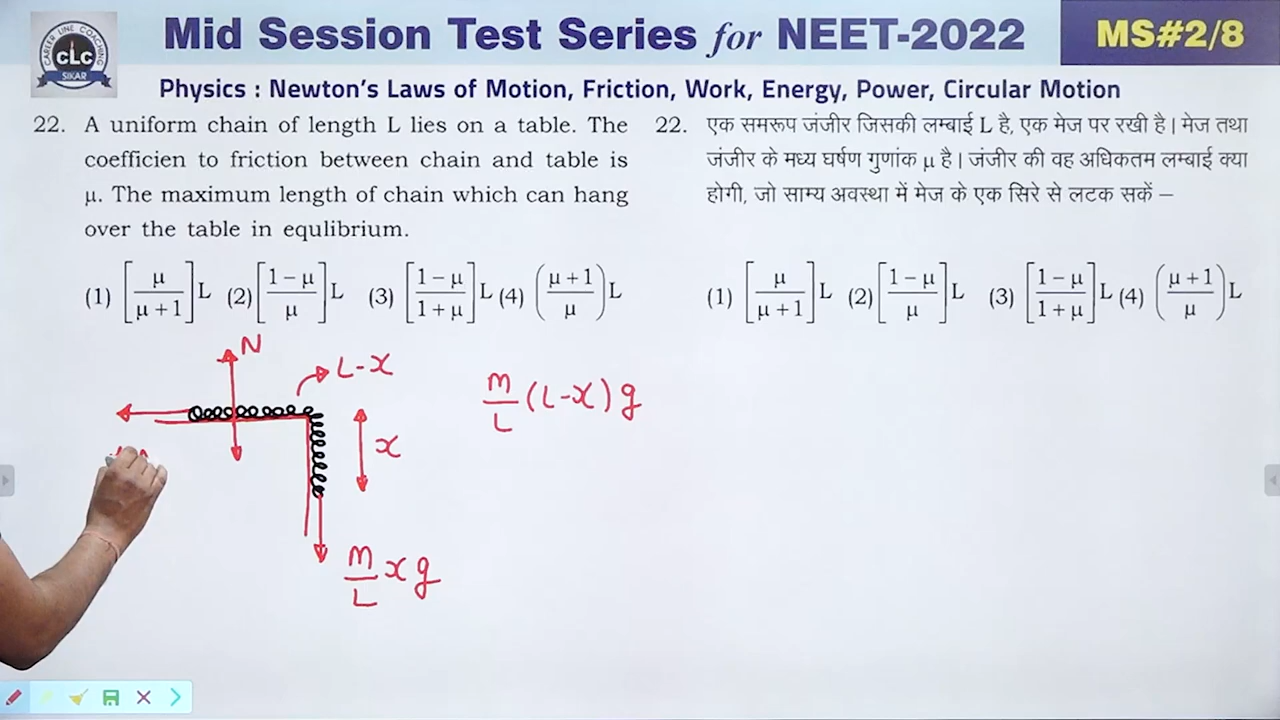 CAREER LINE COACHING
CLC
SIKAR
Mid Session Test Series for NEET-2022
MS#2/8
Physics : Newton's Laws of Motion, Friction, Work, Energy, Power, Circular Motion
22. A uniform chain of length L lies on a table. The
coefficien to friction between chain and table is
μ. The maximum length of chain which can hang
over the table in equlibrium.
(1) [μ/(μ+1)]L (2) [(1−μ)/μ]L (3) [(1−μ)/(1+μ)]L (4) ((μ+1)/μ)L
22. एक समरूप जंजीर जिसकी लम्बाई L है, एक मेज पर रखी है। मेज तथा
जंजीर के मध्य घर्षण गुणांक μ है। जंजीर की वह अधिकतम लम्बाई क्या
होगी, जो साम्य अवस्था में मेज के एक सिरे से लटक सकें –
(1) [μ/(μ+1)]L (2) [(1−μ)/μ]L (3) [(1−μ)/(1+μ)]L (4) ((μ+1)/μ)L
N
L-x
m/L (L-x) g
x
m/L x g